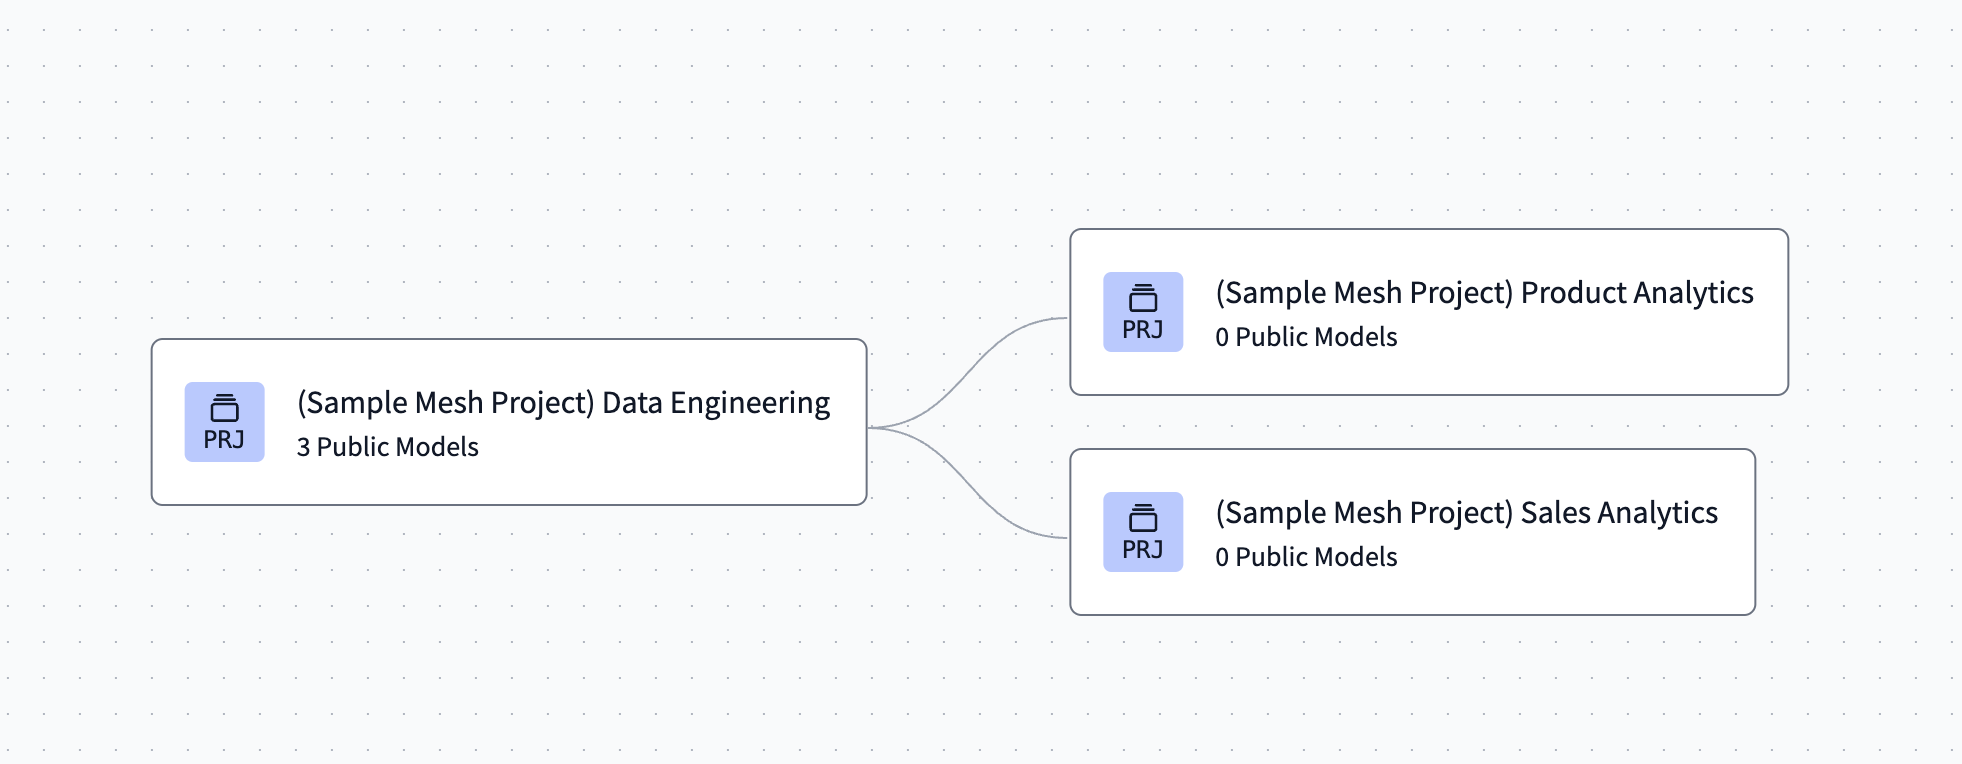 PRJ
(Sample Mesh Project) Data Engineering
3 Public Models
PRJ
(Sample Mesh Project) Product Analytics
0 Public Models
PRJ
(Sample Mesh Project) Sales Analytics
0 Public Models